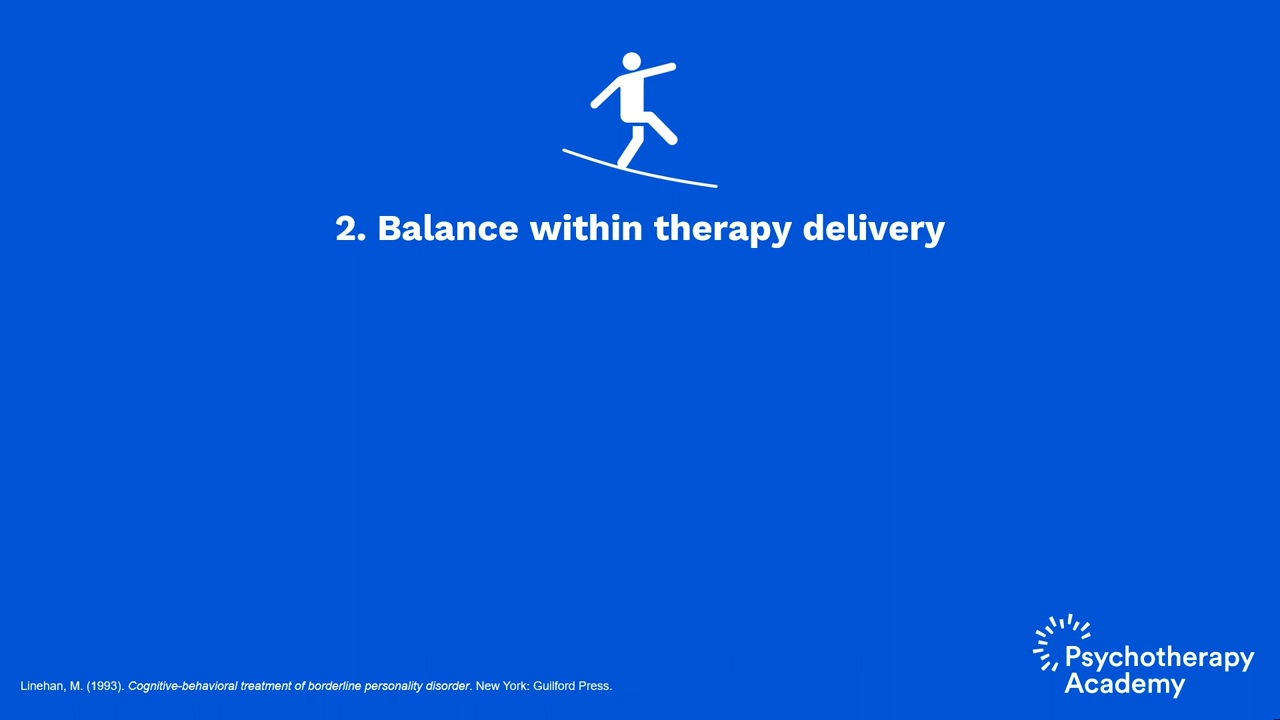 2. Balance within therapy delivery
Psychotherapy
Academy
Linehan, M. (1993). Cognitive-behavioral treatment of borderline personality disorder. New York: Guilford Press.